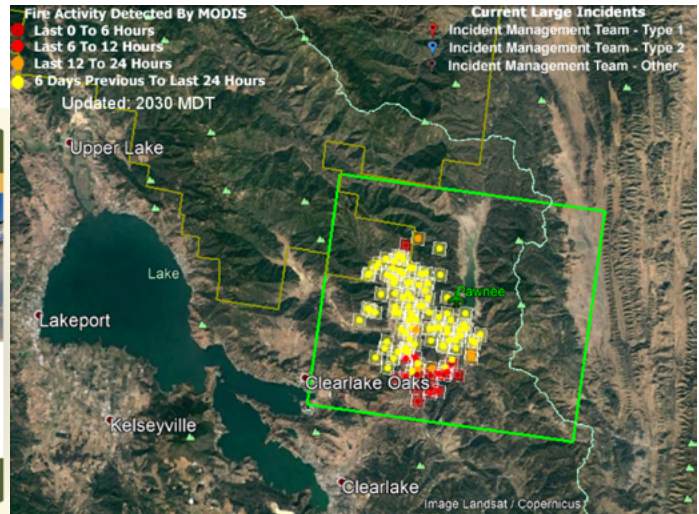 Fire Activity Detected By MODIS
Last 0 To 6 Hours
Last 6 To 12 Hours
Last 12 To 24 Hours
6 Days Previous To Last 24 Hours
Updated: 2030 MDT
Current Large Incidents
Incident Management Team - Type 1
Incident Management Team - Type 2
Incident Management Team - Other
Upper Lake
Lake
Pawnee
Lakeport
Clearlake Oaks
Kelseyville
Clearlake
Image Landsat / Copernicus